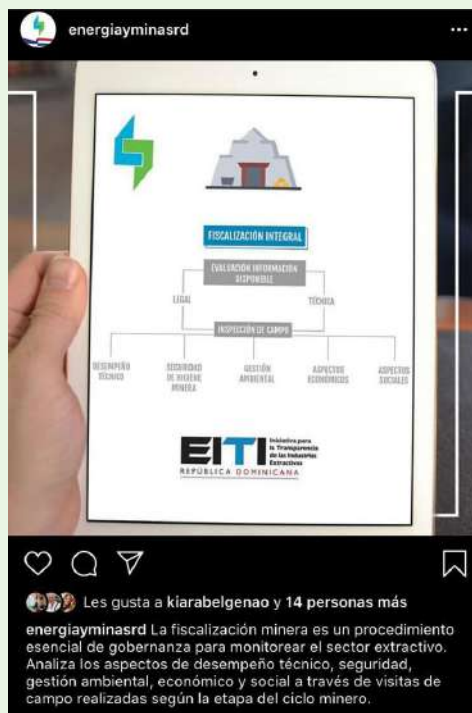 energiayminasrd
FISCALIZACIÓN INTEGRAL
EVALUACIÓN INFORMACIÓN
DISPONIBLE
LEGAL
TÉCNICA
INSPECCIÓN DE CAMPO
DESEMPEÑO
TÉCNICO
SEGURIDAD
DE HIGIENE
MINERA
GESTIÓN
AMBIENTAL
ASPECTOS
ECONÓMICOS
ASPECTOS
SOCIALES
EITI
Iniciativa para
la Transparencia
de las Industrias
Extractivas
REPÚBLICA DOMINICANA
Les gusta a kiarabelgenao y 14 personas más
energiayminasrd La fiscalización minera es un procedimiento
esencial de gobernanza para monitorear el sector extractivo.
Analiza los aspectos de desempeño técnico, seguridad,
gestión ambiental, económico y social a través de visitas de
campo realizadas según la etapa del ciclo minero.